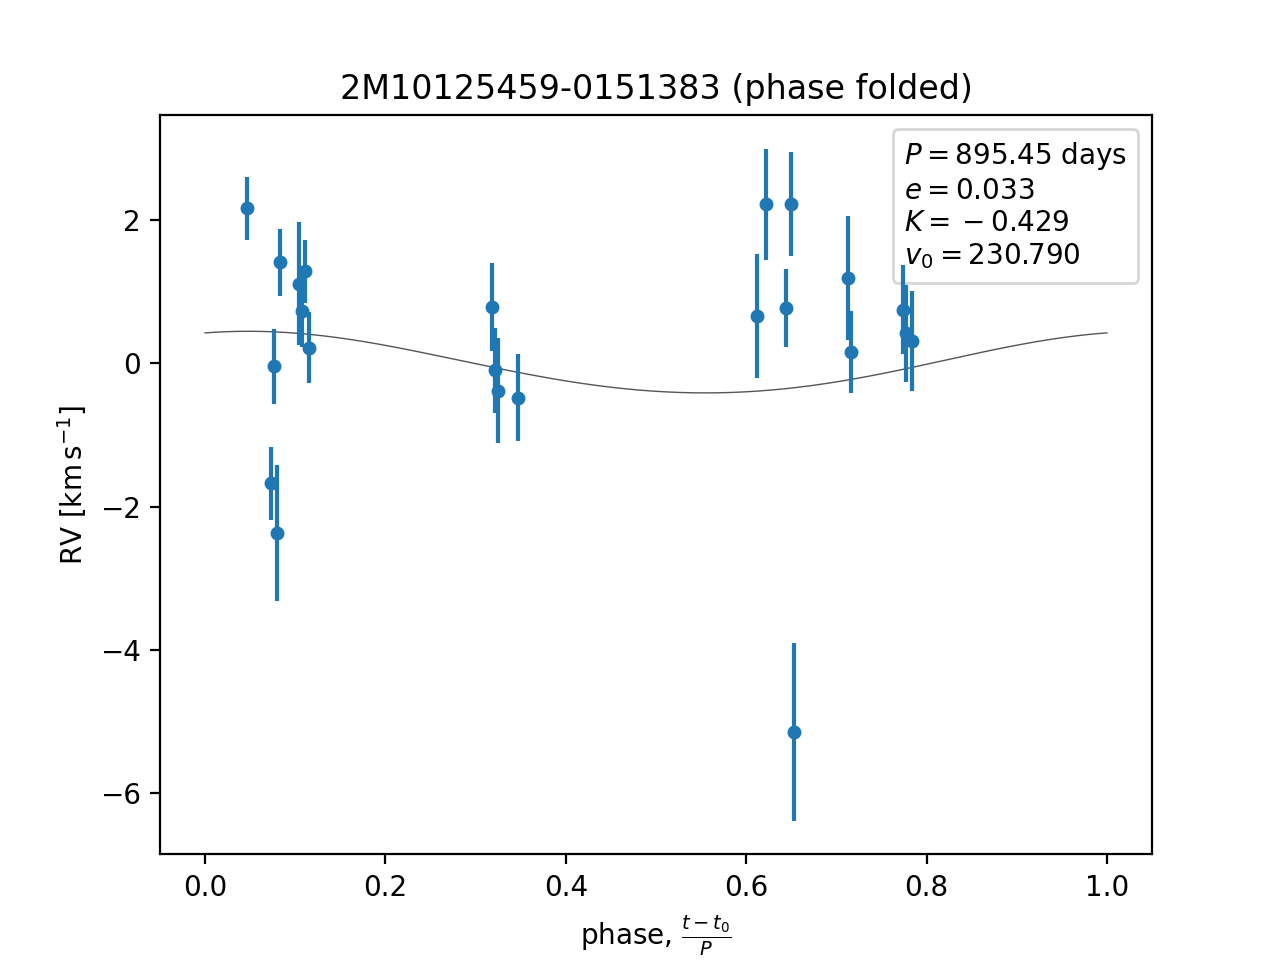 2M10125459-0151383 (phase folded)
P = 895.45 days
e = 0.033
K = −0.429
v₀ = 230.790
RV [km s⁻¹]
2
0
−2
−4
−6
0.0 0.2 0.4 0.6 0.8 1.0
phase, (t − t₀)/P